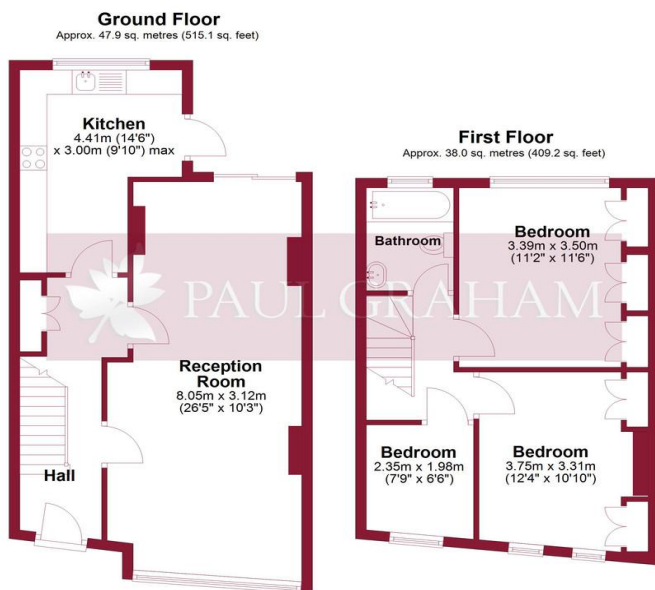 Ground Floor
Approx. 47.9 sq. metres (515.1 sq. feet)
Kitchen
4.41m (14'6")
x 3.00m (9'10") max
Reception
Room
8.05m x 3.12m
(26'5" x 10'3")
Hall
First Floor
Approx. 38.0 sq. metres (409.2 sq. feet)
Bathroom
Bedroom
3.39m x 3.50m
(11'2" x 11'6")
Bedroom
2.35m x 1.98m
(7'9" x 6'6")
Bedroom
3.75m x 3.31m
(12'4" x 10'10")
PAUL GRAHAM